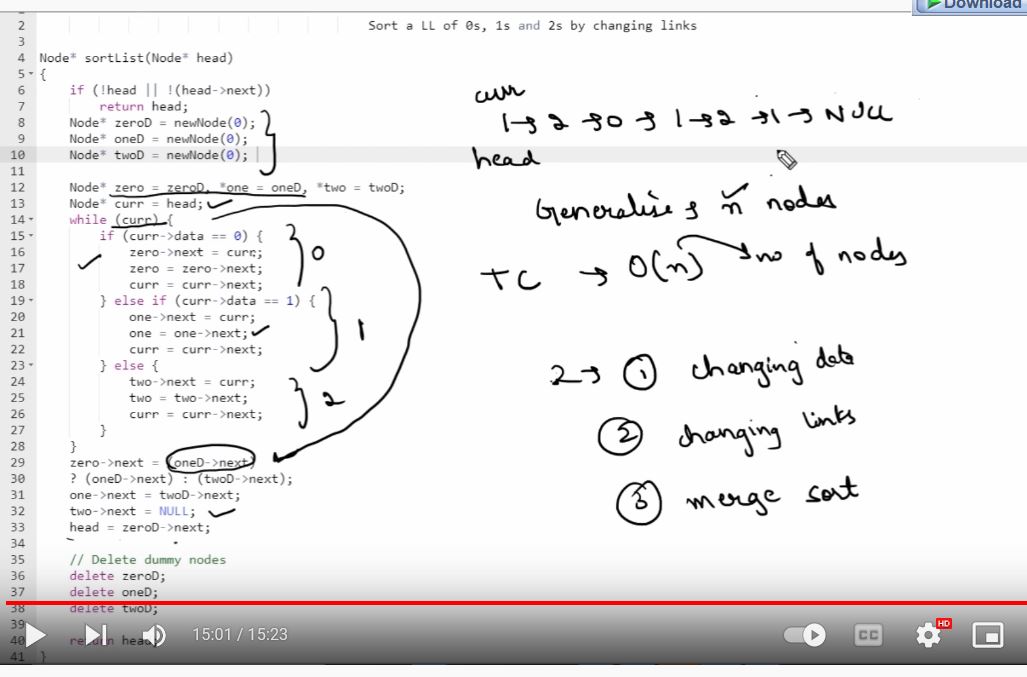 Download
2 Sort a LL of 0s, 1s and 2s by changing links
3
4 Node* sortList(Node* head)
5 {
6 if (!head || !(head->next))
7 return head;
8 Node* zeroD = newNode(0);
9 Node* oneD = newNode(0);
10 Node* twoD = newNode(0);
11
12 Node* zero = zeroD, *one = oneD, *two = twoD;
13 Node* curr = head;
14 while (curr) {
15 if (curr->data == 0) {
16 zero->next = curr;
17 zero = zero->next;
18 curr = curr->next;
19 } else if (curr->data == 1) {
20 one->next = curr;
21 one = one->next;
22 curr = curr->next;
23 } else {
24 two->next = curr;
25 two = two->next;
26 curr = curr->next;
27 }
28 }
29 zero->next = (oneD->next)
30 ? (oneD->next) : (twoD->next);
31 one->next = twoD->next;
32 two->next = NULL;
33 head = zeroD->next;
34
35 // Delete dummy nodes
36 delete zeroD;
37 delete oneD;
38 delete twoD;
39
40 return head;
41 }
0
1
2
curr
1 → 2 → 0 → 1 → 2 → 1 → NULL
head
Generalise → n nodes
TC → O(n) → no of nodes
2 → ① changing data
② changing links
③ merge sort
15:01 / 15:23
CC
HD